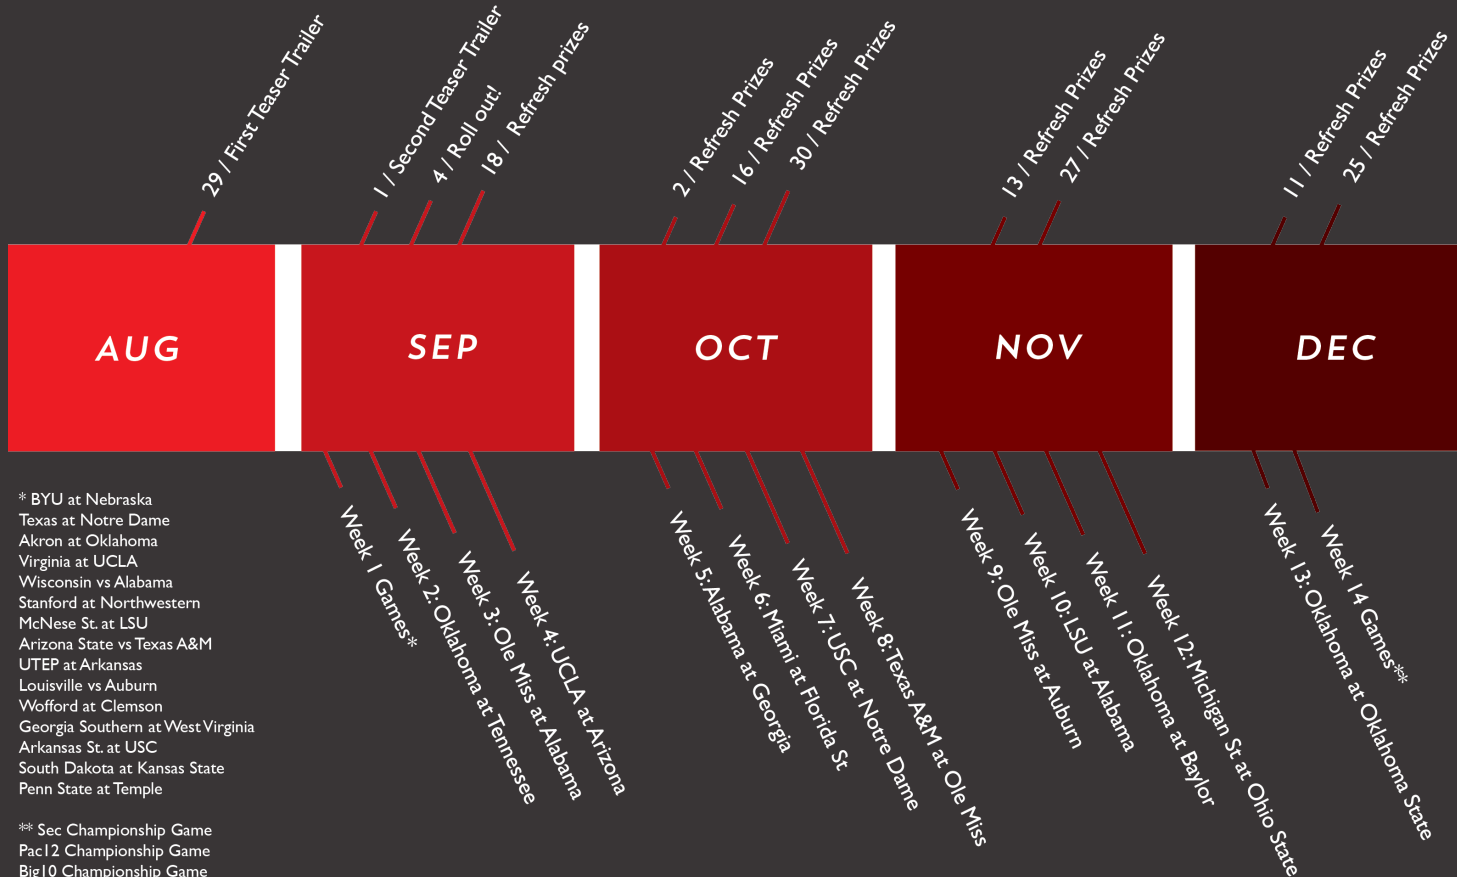 29 / First Teaser Trailer
1 / Second Teaser Trailer
4 / Roll out!
18 / Refresh prizes
2 / Refresh Prizes
16 / Refresh Prizes
30 / Refresh Prizes
13 / Refresh Prizes
27 / Refresh Prizes
11 / Refresh Prizes
25 / Refresh Prizes
AUG
SEP
OCT
NOV
DEC
Week 1 Games*
Week 2: Oklahoma at Tennessee
Week 3: Ole Miss at Alabama
Week 4: UCLA at Arizona
Week 5: Alabama at Georgia
Week 6: Miami at Florida St
Week 7: USC at Notre Dame
Week 8: Texas A&M at Ole Miss
Week 9: Ole Miss at Auburn
Week 10: LSU at Alabama
Week 11: Oklahoma at Baylor
Week 12: Michigan St. at Ohio State
Week 13: Oklahoma at Oklahoma State
Week 14 Games**
* BYU at Nebraska
Texas at Notre Dame
Akron at Oklahoma
Virginia at UCLA
Wisconsin vs Alabama
Stanford at Northwestern
McNese St. at LSU
Arizona State vs Texas A&M
UTEP at Arkansas
Louisville vs Auburn
Wofford at Clemson
Georgia Southern at West Virginia
Arkansas St. at USC
South Dakota at Kansas State
Penn State at Temple
** Sec Championship Game
Pac12 Championship Game
Big10 Championship Game